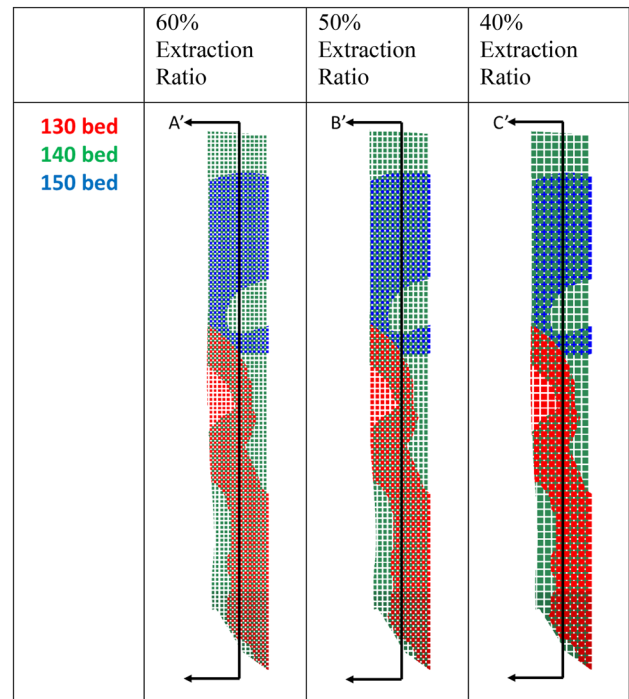 60%
Extraction
Ratio
50%
Extraction
Ratio
40%
Extraction
Ratio
130 bed
140 bed
150 bed
A’
B’
C’